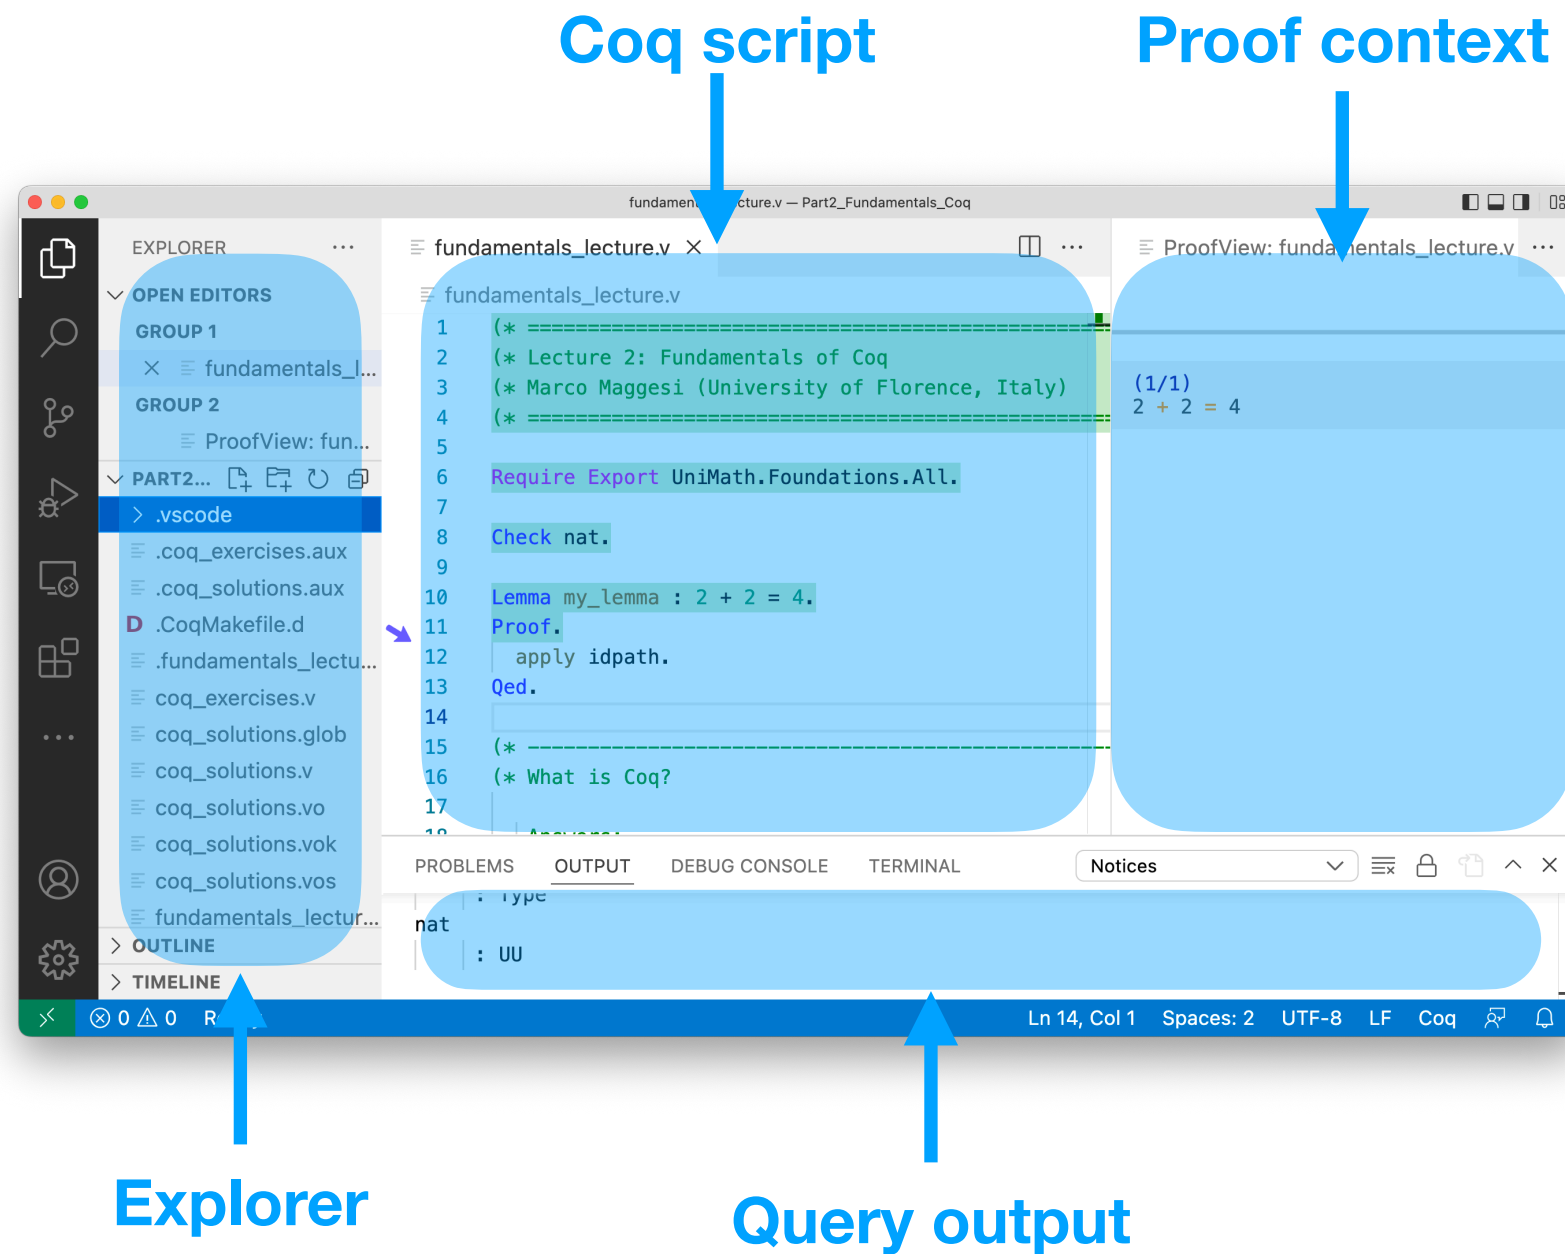 Coq script
Proof context
fundamentals_lecture.v — Part2_Fundamentals_Coq
EXPLORER
OPEN EDITORS
GROUP 1
fundamentals_l...
GROUP 2
ProofView: fun...
PART2...
.vscode
.coq_exercises.aux
.coq_solutions.aux
D .CoqMakefile.d
.fundamentals_lectu...
coq_exercises.v
coq_solutions.glob
coq_solutions.v
coq_solutions.vo
coq_solutions.vok
coq_solutions.vos
fundamentals_lectur...
OUTLINE
TIMELINE
fundamentals_lecture.v
fundamentals_lecture.v
1 (* =================================================
2 (* Lecture 2: Fundamentals of Coq
3 (* Marco Maggesi (University of Florence, Italy)
4 (* =================================================
5
6 Require Export UniMath.Foundations.All.
7
8 Check nat.
9
10 Lemma my_lemma : 2 + 2 = 4.
11 Proof.
12 apply idpath.
13 Qed.
14
15 (* -------------------------------------------------
16 (* What is Coq?
17
18 Answers:
ProofView: fundamentals_lecture.v
(1/1)
2 + 2 = 4
PROBLEMS OUTPUT DEBUG CONSOLE TERMINAL Notices
: Type
nat
: UU
0 0 Ln 14, Col 1 Spaces: 2 UTF-8 LF Coq
Explorer
Query output